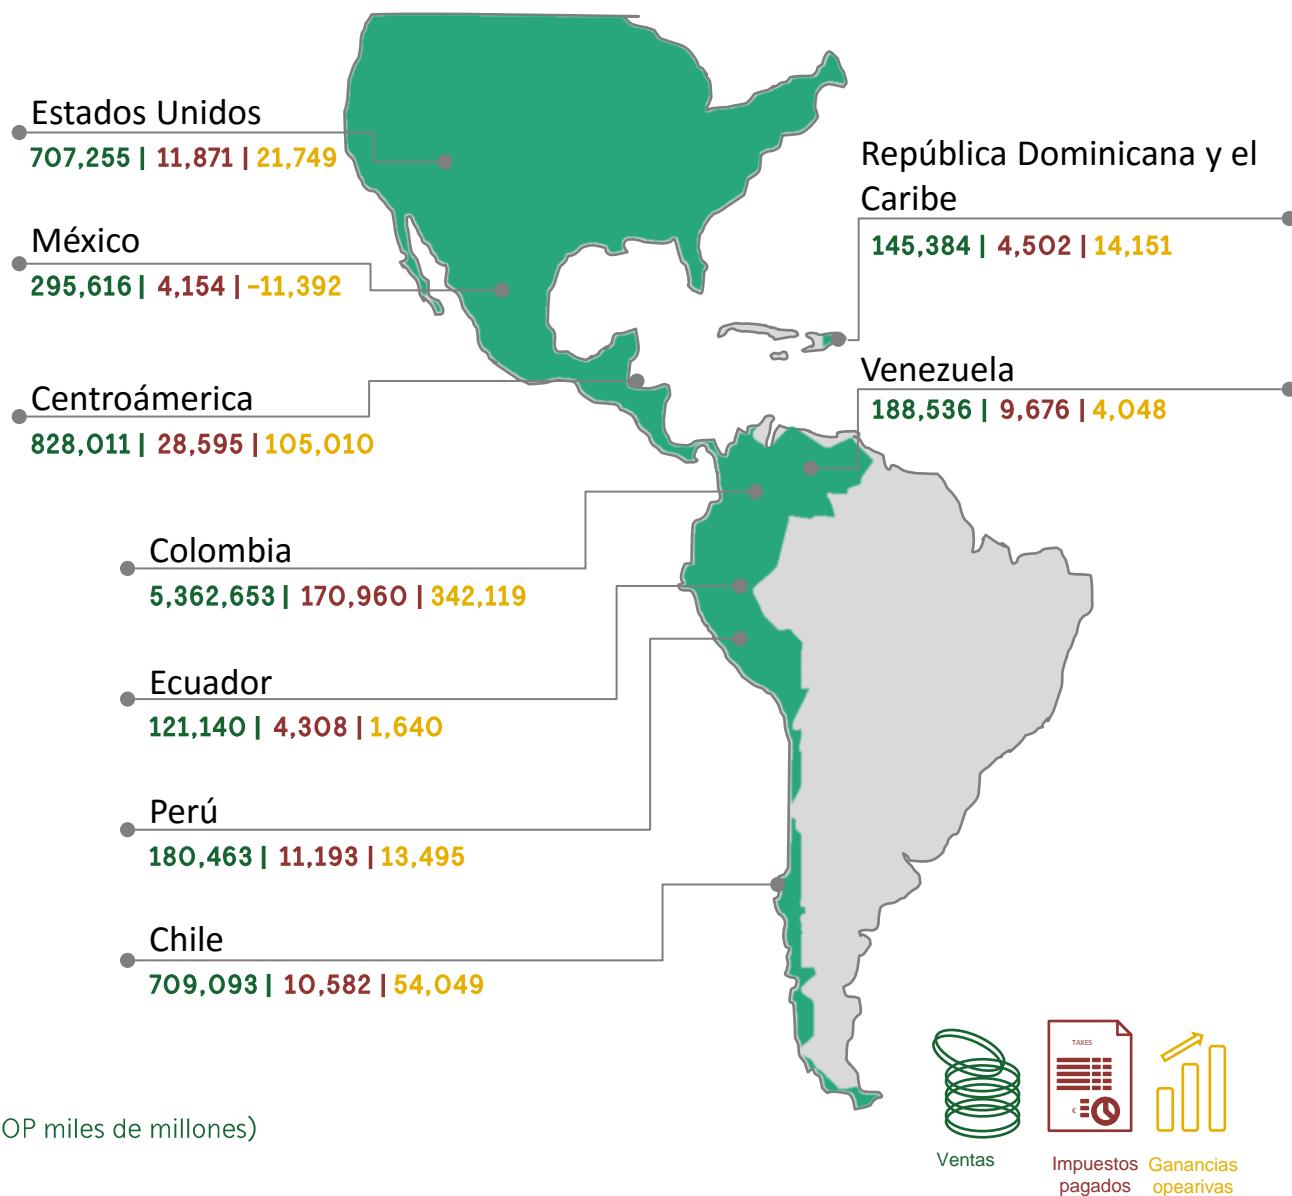 Estados Unidos
707,255 | 11,871 | 21,749
México
295,616 | 4,154 | -11,392
Centroámerica
828,011 | 28,595 | 105,010
República Dominicana y el
Caribe
145,384 | 4,502 | 14,151
Venezuela
188,536 | 9,676 | 4,048
Colombia
5,362,653 | 170,960 | 342,119
Ecuador
121,140 | 4,308 | 1,640
Perú
180,463 | 11,193 | 13,495
Chile
709,093 | 10,582 | 54,049
OP miles de millones)
TAXES
€
Ventas
Impuestos
pagados
Ganancias
opearivas